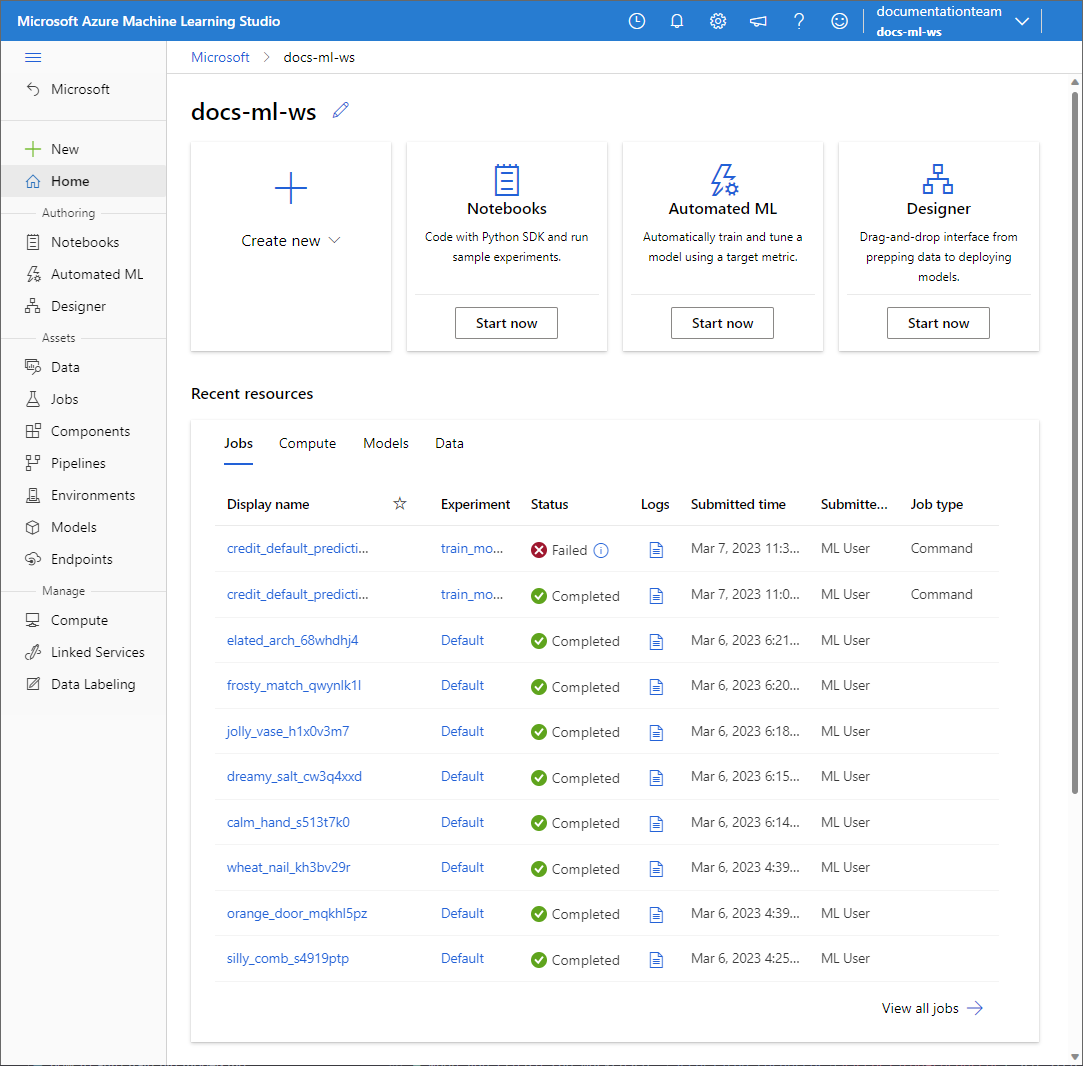 Microsoft Azure Machine Learning Studio
documentationteam
docs-ml-ws
Microsoft
New
Home
Authoring
Notebooks
Automated ML
Designer
Assets
Data
Jobs
Components
Pipelines
Environments
Models
Endpoints
Manage
Compute
Linked Services
Data Labeling
Microsoft > docs-ml-ws
docs-ml-ws
Create new
Notebooks
Code with Python SDK and run
sample experiments.
Start now
Automated ML
Automatically train and tune a
model using a target metric.
Start now
Designer
Drag-and-drop interface from
prepping data to deploying
models.
Start now
Recent resources
Jobs Compute Models Data
Display name Experiment Status Logs Submitted time Submitte... Job type
credit_default_predicti... train_mo... Failed Mar 7, 2023 11:3... ML User Command
credit_default_predicti... train_mo... Completed Mar 7, 2023 11:0... ML User Command
elated_arch_68whdhj4 Default Completed Mar 6, 2023 6:21... ML User
frosty_match_qwynlk1l Default Completed Mar 6, 2023 6:20... ML User
jolly_vase_h1x0v3m7 Default Completed Mar 6, 2023 6:18... ML User
dreamy_salt_cw3q4xxd Default Completed Mar 6, 2023 6:15... ML User
calm_hand_s513t7k0 Default Completed Mar 6, 2023 6:14... ML User
wheat_nail_kh3bv29r Default Completed Mar 6, 2023 4:39... ML User
orange_door_mqkhl5pz Default Completed Mar 6, 2023 4:39... ML User
silly_comb_s4919ptp Default Completed Mar 6, 2023 4:25... ML User
View all jobs